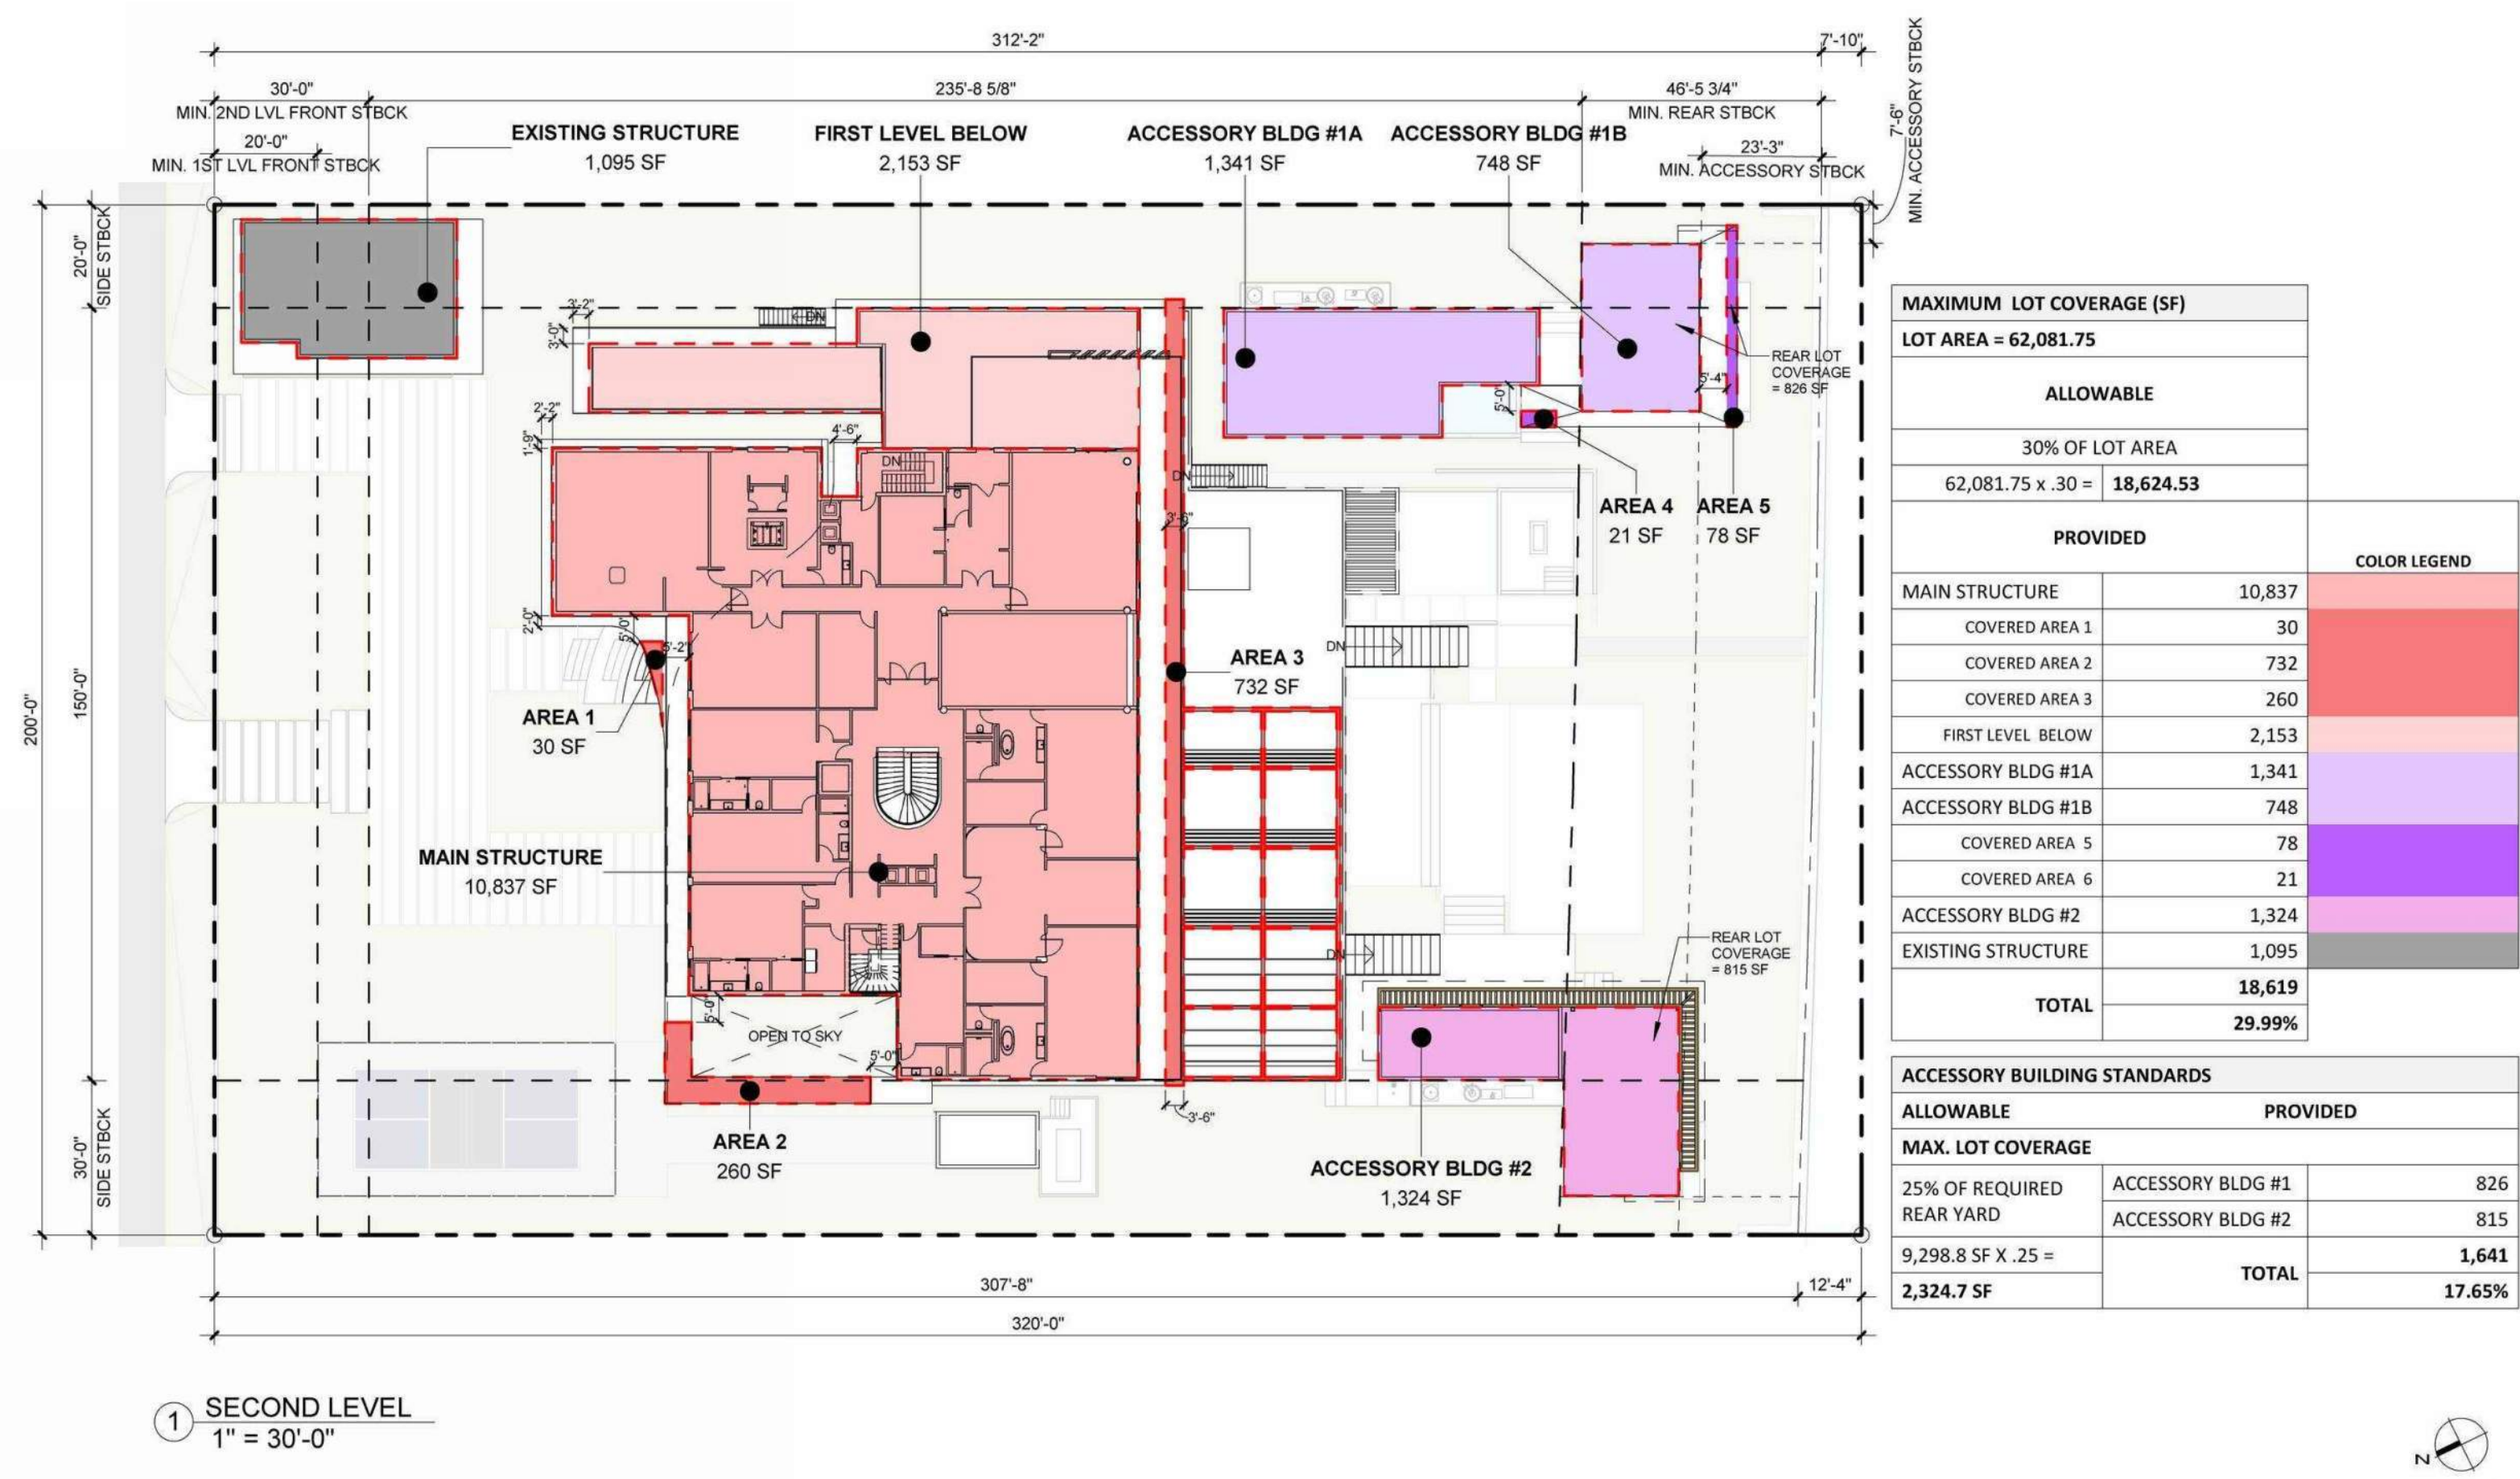 312'-2"
7'-10"
30'-0"
MIN. 2ND LVL FRONT STBCK
235'-8 5/8"
46'-5 3/4"
MIN. REAR STBCK
20'-0"
MIN. 1ST LVL FRONT STBCK
23'-3"
MIN. ACCESSORY STBCK
7'-6"
MIN. ACCESSORY STBCK
EXISTING STRUCTURE
1,095 SF
FIRST LEVEL BELOW
2,153 SF
ACCESSORY BLDG #1A
1,341 SF
ACCESSORY BLDG #1B
748 SF
20'-0"
SIDE STBCK
3'-2"
3'-0"
DN
REAR LOT
COVERAGE
= 826 SF
5'-4"
5'-0"
2'-2"
1'-9"
4'-6"
DN
DN
3'-6"
AREA 4
21 SF
AREA 5
78 SF
2'-0"
5'-0"
5'-2"
DN
AREA 3
732 SF
AREA 1
30 SF
200'-0"
150'-0"
MAIN STRUCTURE
10,837 SF
REAR LOT
COVERAGE
= 815 SF
DN
5'-0"
OPEN TO SKY
5'-0"
3'-6"
AREA 2
260 SF
30'-0"
SIDE STBCK
ACCESSORY BLDG #2
1,324 SF
307'-8"
12'-4"
320'-0"
MAXIMUM LOT COVERAGE (SF)
LOT AREA = 62,081.75
ALLOWABLE
30% OF LOT AREA
62,081.75 x .30 = 18,624.53
PROVIDED
COLOR LEGEND
MAIN STRUCTURE 10,837
COVERED AREA 1 30
COVERED AREA 2 732
COVERED AREA 3 260
FIRST LEVEL BELOW 2,153
ACCESSORY BLDG #1A 1,341
ACCESSORY BLDG #1B 748
COVERED AREA 5 78
COVERED AREA 6 21
ACCESSORY BLDG #2 1,324
EXISTING STRUCTURE 1,095
TOTAL 18,619
29.99%
ACCESSORY BUILDING STANDARDS
ALLOWABLE PROVIDED
MAX. LOT COVERAGE
25% OF REQUIRED
REAR YARD
ACCESSORY BLDG #1 826
ACCESSORY BLDG #2 815
9,298.8 SF X .25 =
2,324.7 SF
TOTAL 1,641
17.65%
1
SECOND LEVEL
1" = 30'-0"
N